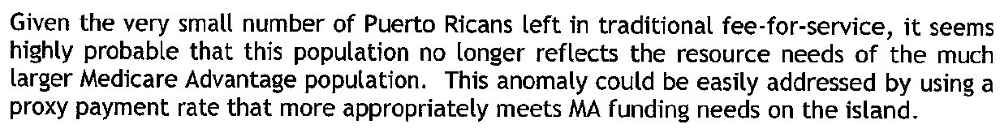 Given the very small number of Puerto Ricans left in traditional fee-for-service, it seems
highly probable that this population no longer reflects the resource needs of the much
larger Medicare Advantage population. This anomaly could be easily addressed by using a
proxy payment rate that more appropriately meets MA funding needs on the island.